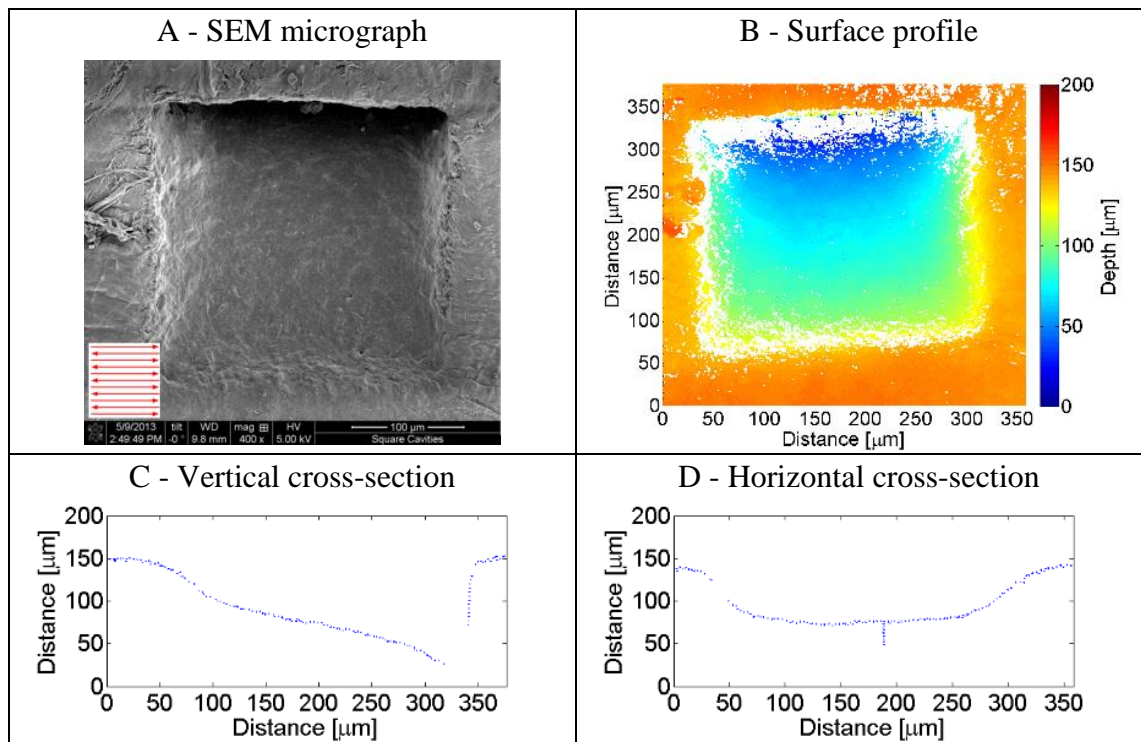 A - SEM micrograph
B - Surface profile
5/9/2013 tilt WD mag HV 100 µm
2:49:49 PM -0 ° 9.8 mm 400 x 5.00 kV Square Cavities
350
300
250
200
150
100
50
0
Distance [µm]
0 50 100 150 200 250 300 350
Distance [µm]
200
150
100
50
0
Depth [µm]
C - Vertical cross-section
D - Horizontal cross-section
200
150
100
50
0
Distance [µm]
0 50 100 150 200 250 300 350
Distance [µm]
200
150
100
50
0
Distance [µm]
0 50 100 150 200 250 300 350
Distance [µm]